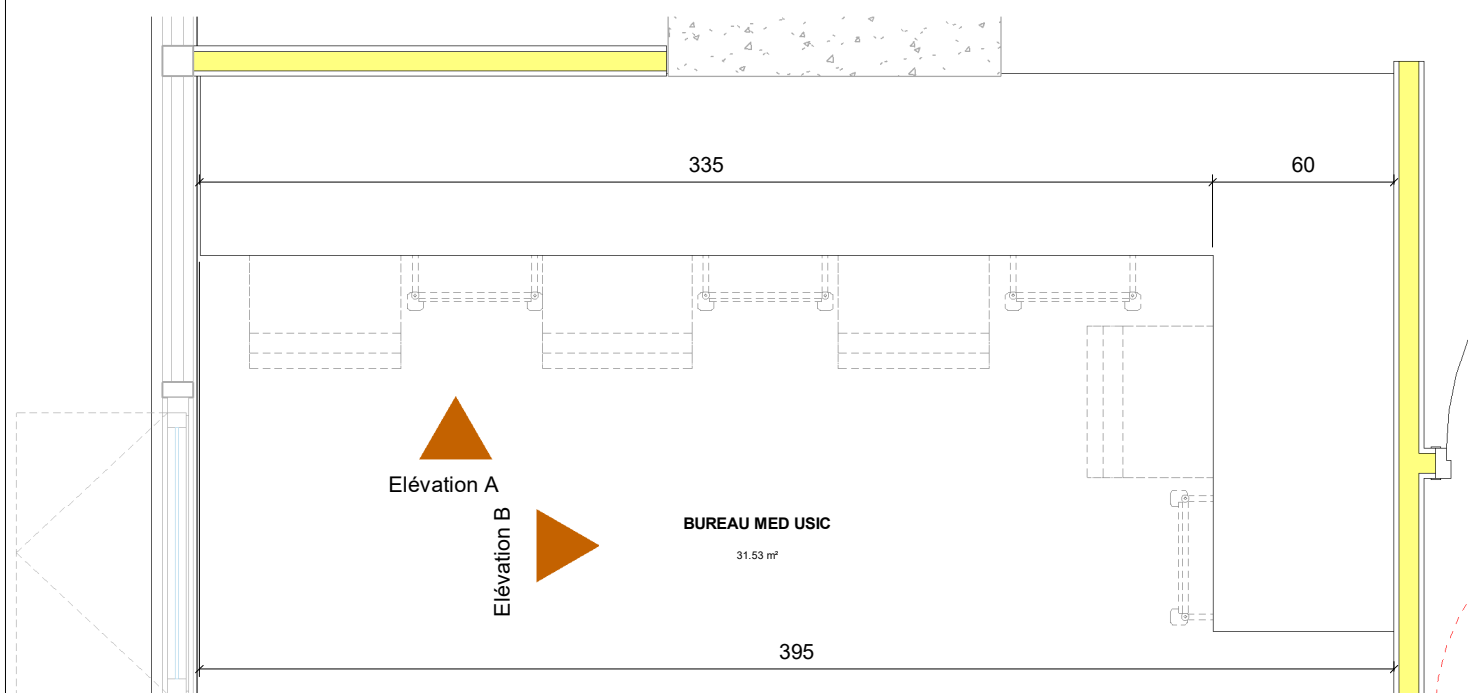 335
60
Elévation A
Elévation B
BUREAU MED USIC
31.53 m²
395